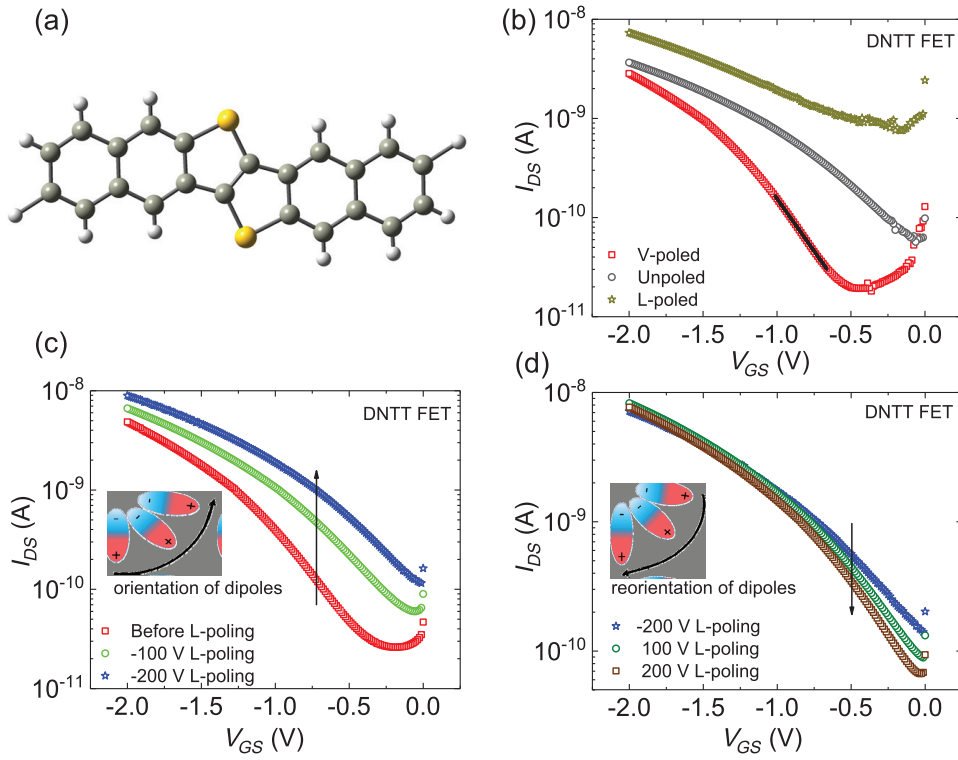 (a)
(b)
DNTT FET
10⁻⁸
10⁻⁹
10⁻¹⁰
10⁻¹¹
I_DS (A)
V-poled
Unpoled
L-poled
-2.0 -1.5 -1.0 -0.5 0.0
V_GS (V)
(c)
DNTT FET
10⁻⁸
10⁻⁹
10⁻¹⁰
10⁻¹¹
I_DS (A)
- - -
+ + +
orientation of dipoles
Before L-poling
-100 V L-poling
-200 V L-poling
-2.0 -1.5 -1.0 -0.5 0.0
V_GS (V)
(d)
DNTT FET
10⁻⁸
10⁻⁹
10⁻¹⁰
I_DS (A)
- - -
+ + +
reorientation of dipoles
-200 V L-poling
100 V L-poling
200 V L-poling
-2.0 -1.5 -1.0 -0.5 0.0
V_GS (V)